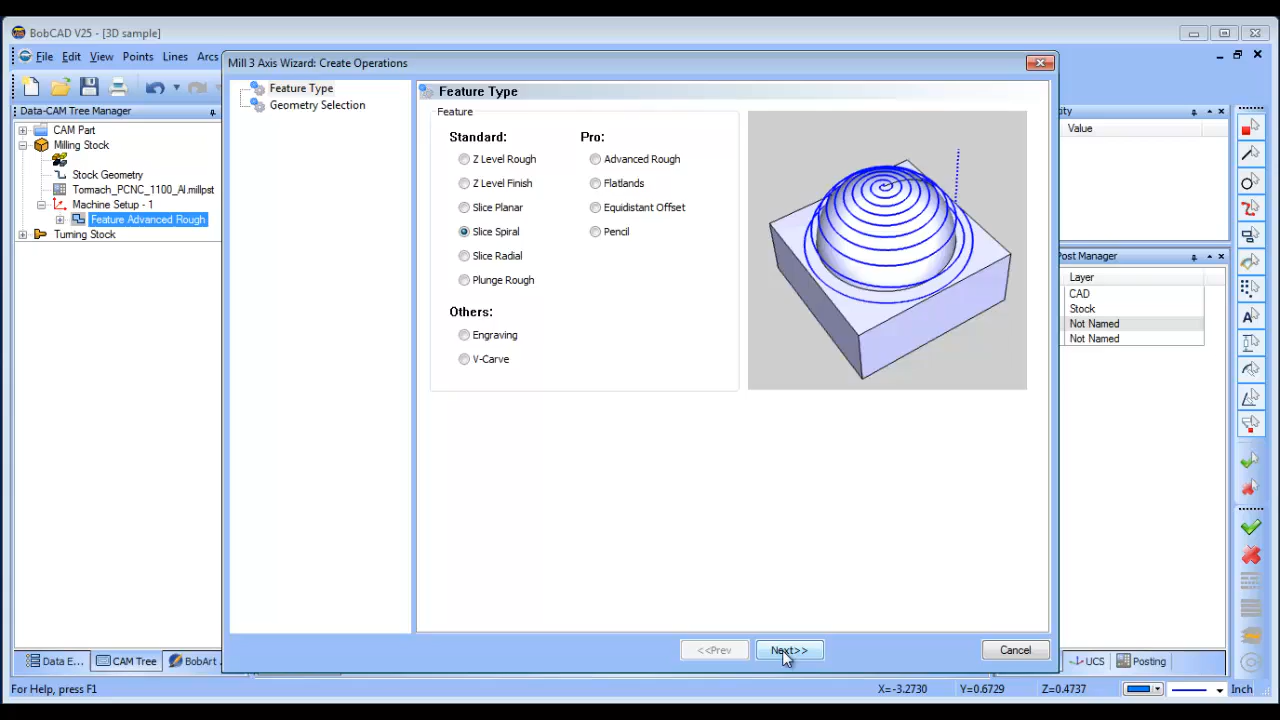 BobCAD V25 - [3D sample]
File Edit View Points Lines Arcs
Mill 3 Axis Wizard: Create Operations
Data-CAM Tree Manager
CAM Part
Milling Stock
Stock Geometry
Tormach_PCNC_1100_Al.millpst
Machine Setup - 1
Feature Advanced Rough
Turning Stock
Feature Type
Geometry Selection
Feature Type
Feature
Standard:
Z Level Rough
Z Level Finish
Slice Planar
Slice Spiral
Slice Radial
Plunge Rough
Pro:
Advanced Rough
Flatlands
Equidistant Offset
Pencil
Others:
Engraving
V-Carve
<<Prev Next>> Cancel
tity
Value
Post Manager
Layer
CAD
Stock
Not Named
Not Named
Data E... CAM Tree BobArt
UCS Posting
For Help, press F1
X=-3.2730 Y=0.6729 Z=0.4737 Inch